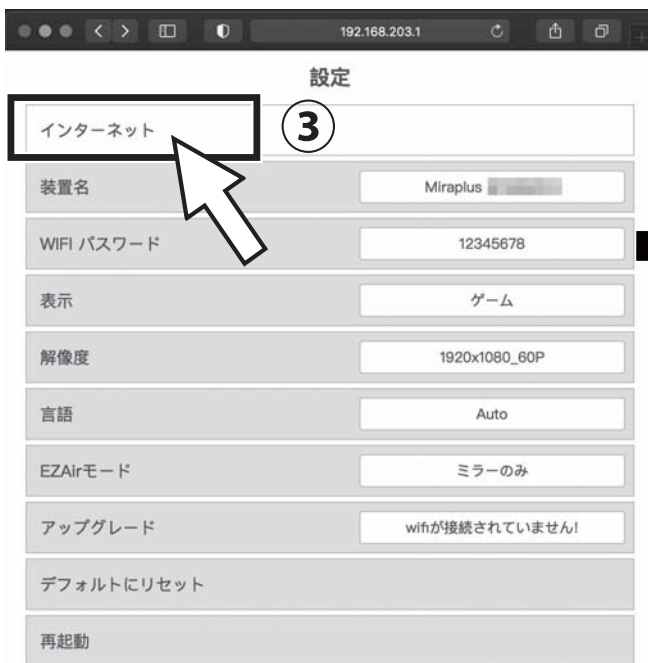 192.168.203.1
設定
インターネット
③
装置名 Miraplus
WIFI パスワード 12345678
表示 ゲーム
解像度 1920x1080_60P
言語 Auto
EZAirモード ミラーのみ
アップグレード wifiが接続されていません!
デフォルトにリセット
再起動